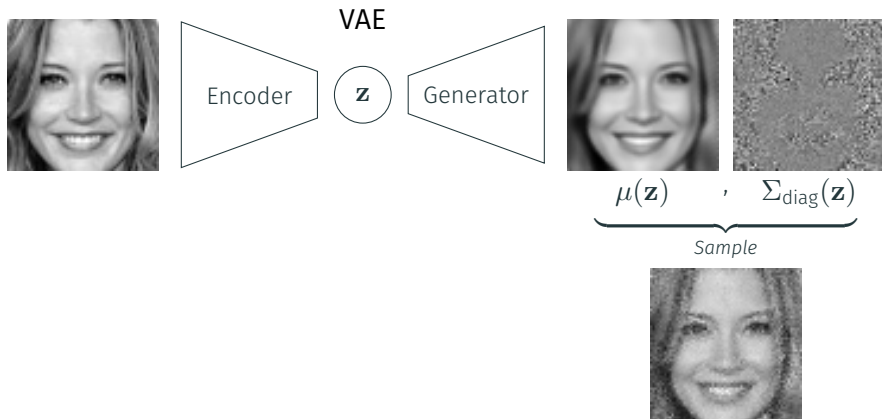 VAE
Encoder
z
Generator
μ(z) , Σdiag(z)
Sample